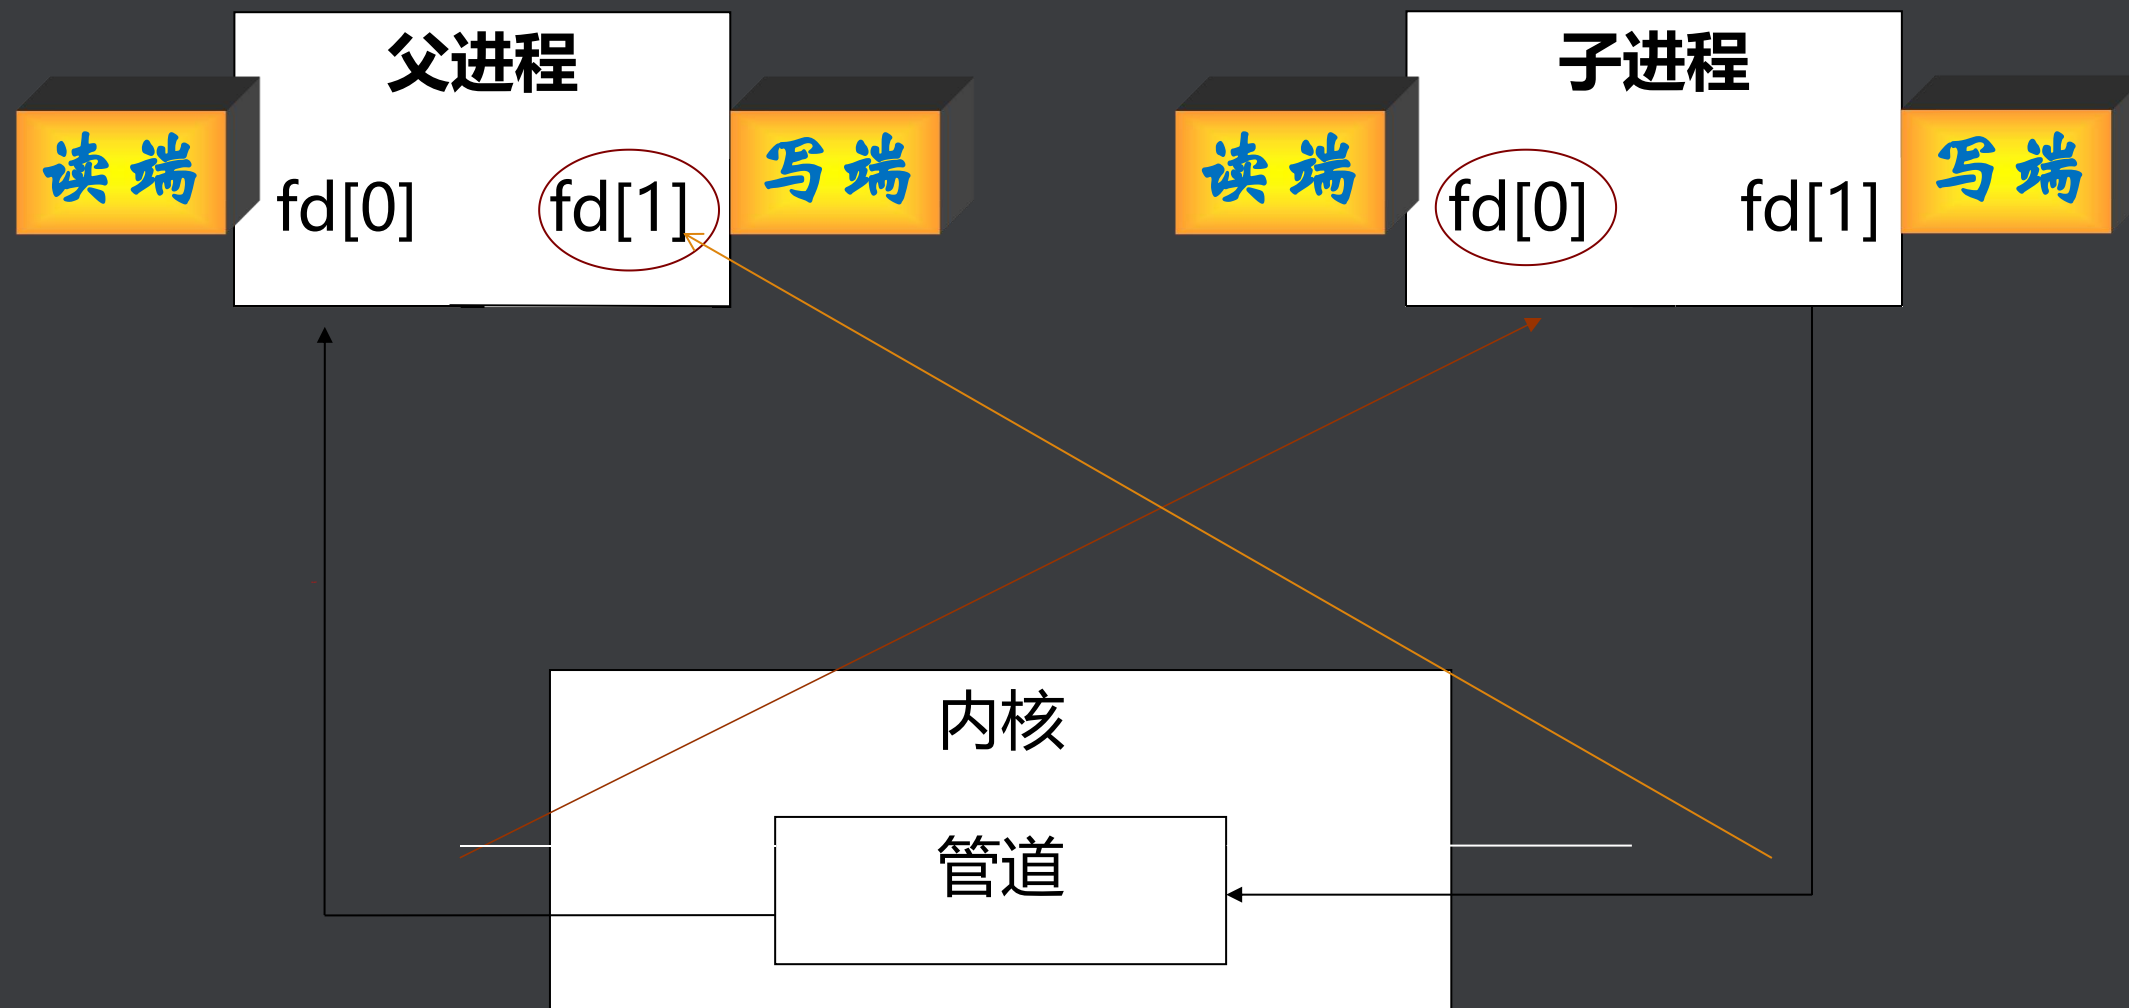 父进程
子进程
读 端
fd[0]
fd[1]
写 端
读 端
fd[0]
fd[1]
写 端
内核
管道